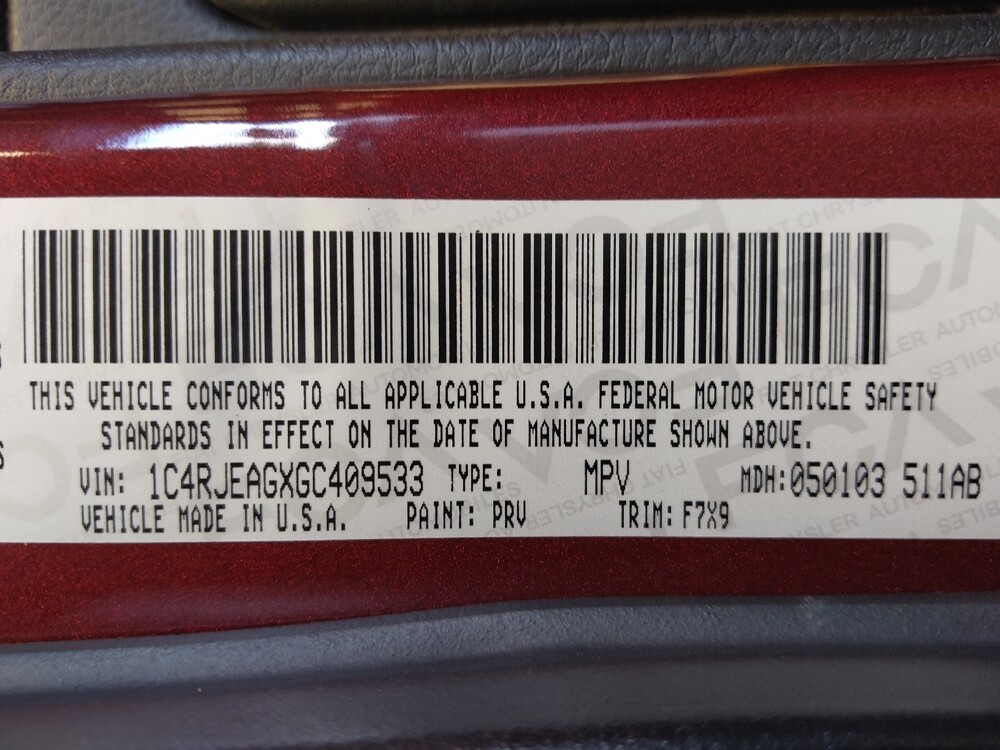 THIS VEHICLE CONFORMS TO ALL APPLICABLE U.S.A. FEDERAL MOTOR VEHICLE SAFETY
STANDARDS IN EFFECT ON THE DATE OF MANUFACTURE SHOWN ABOVE.
VIN: 1C4RJEAGXGC409533 TYPE: MPV MDH:050103 511AB
VEHICLE MADE IN U.S.A. PAINT: PRV TRIM: F7X9